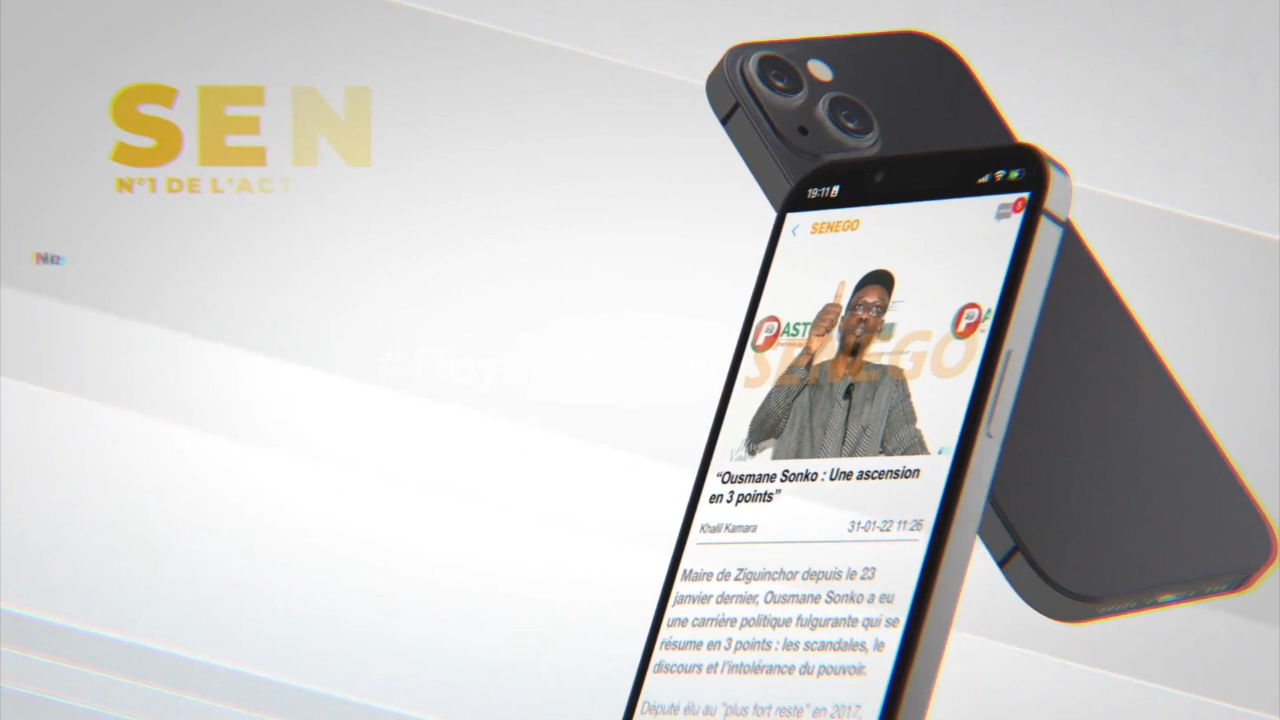 SEN
N°1 DE L'ACT
Ne
19:11
SENEGO
PAST
SENEGO
“Ousmane Sonko : Une ascension
en 3 points”
Khalil Kamara 31-01-22 11:26
Maire de Ziguinchor depuis le 23
janvier dernier, Ousmane Sonko a eu
une carrière politique fulgurante qui se
résume en 3 points : les scandales, le
discours et l'intolérance du pouvoir.
Député élu au "plus fort reste" en 2017,